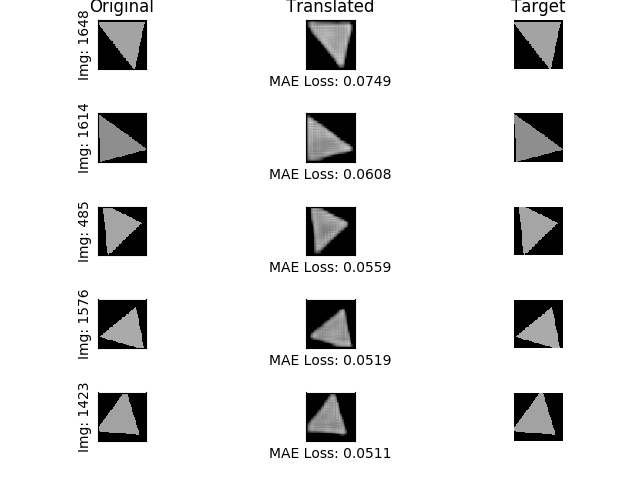 Original Translated Target
Img: 1648
MAE Loss: 0.0749
Img: 1614
MAE Loss: 0.0608
Img: 485
MAE Loss: 0.0559
Img: 1576
MAE Loss: 0.0519
Img: 1423
MAE Loss: 0.0511